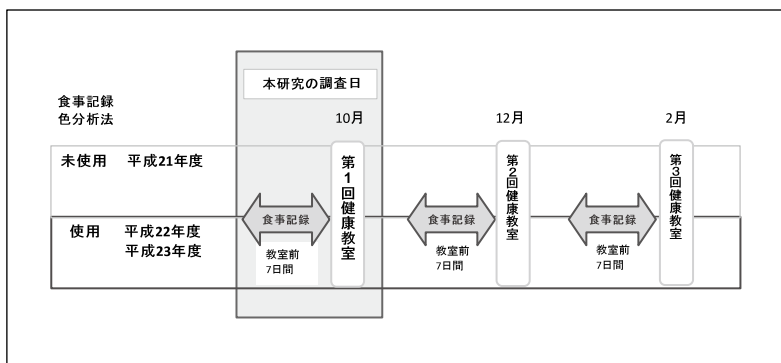 本研究の調査日
食事記録
色分析法
10月
12月
2月
未使用 平成21年度
第1回健康教室
第2回健康教室
第3回健康教室
食事記録
食事記録
食事記録
使用 平成22年度
平成23年度
教室前
7日間
教室前
7日間
教室前
7日間